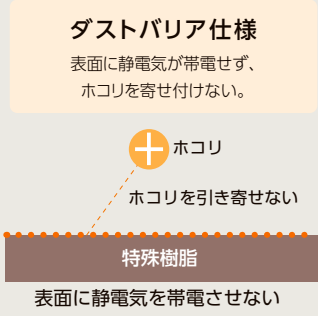 ダストバリア仕様
表面に静電気が帯電せず、
ホコリを寄せ付けない。
ホコリ
ホコリを引き寄せない
特殊樹脂
表面に静電気を帯電させない